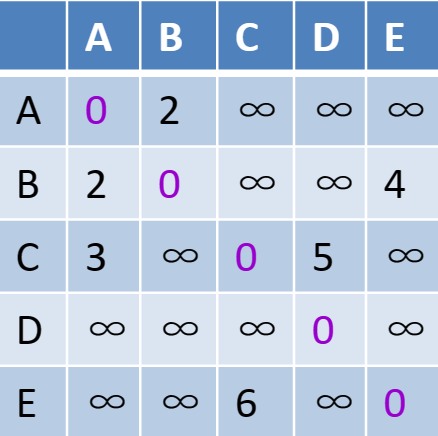 A B C D E
A 0 2 ∞ ∞ ∞
B 2 0 ∞ ∞ 4
C 3 ∞ 0 5 ∞
D ∞ ∞ ∞ 0 ∞
E ∞ ∞ 6 ∞ 0